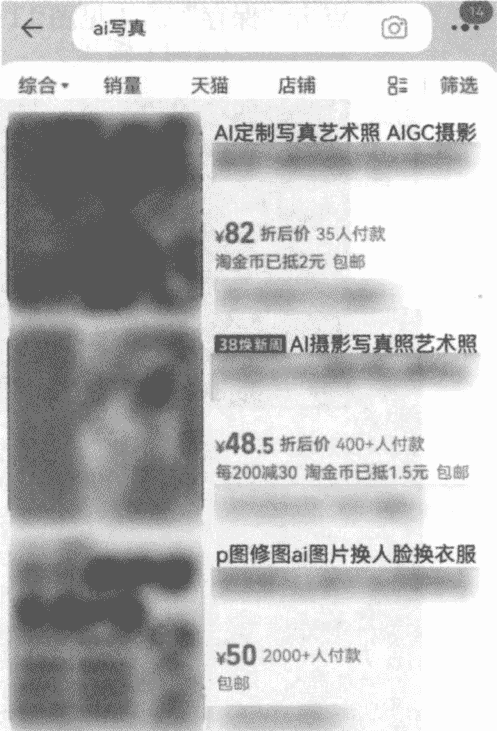 14
ai写真
综合 销量 天猫 店铺 筛选
AI定制写真艺术照 AIGC摄影
¥82 折后价 35人付款
淘金币已抵2元 包邮
38焕新周 AI摄影写真照艺术照
¥48.5 折后价 400+人付款
每200减30 淘金币已抵1.5元 包邮
p图修图ai图片换人脸换衣服
¥50 2000+人付款
包邮